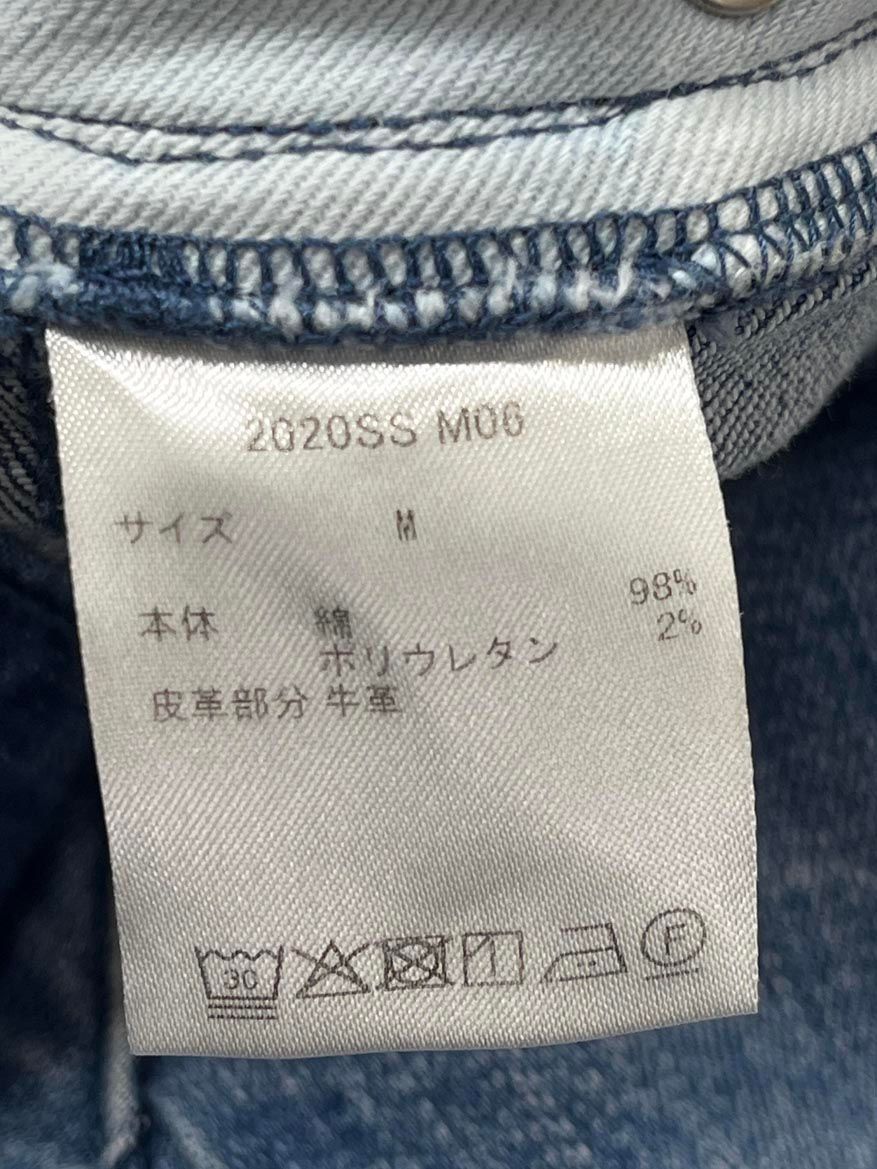 2020SS M06
サイズ M
98%
本体 綿 2%
ポリウレタン
皮革部分 牛革
30
F